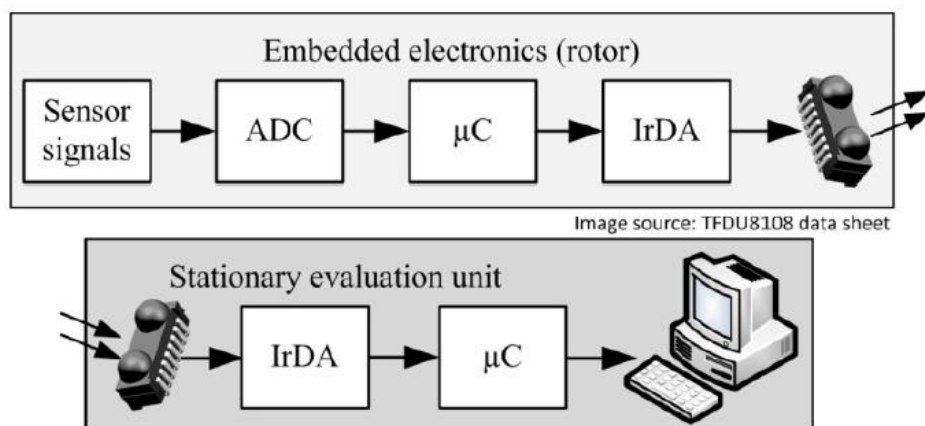 Embedded electronics (rotor)
Sensor
signals
ADC
µC
IrDA
Image source: TFDU8108 data sheet
Stationary evaluation unit
IrDA
µC